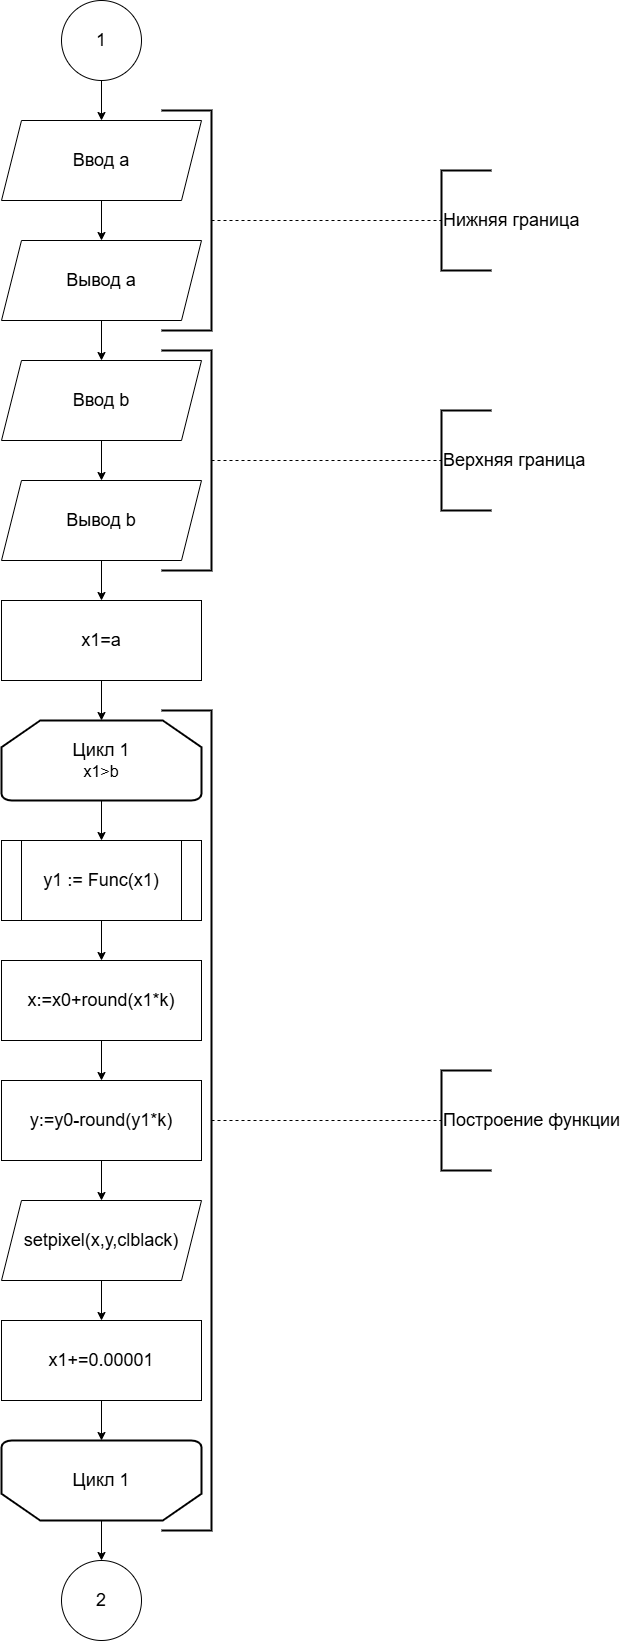 1
Ввод a
Вывод a
Нижняя граница
Ввод b
Вывод b
Верхняя граница
x1=a
Цикл 1
x1>b
y1 := Func(x1)
x:=x0+round(x1*k)
y:=y0-round(y1*k)
Построение функции
setpixel(x,y,clblack)
x1+=0.00001
Цикл 1
2